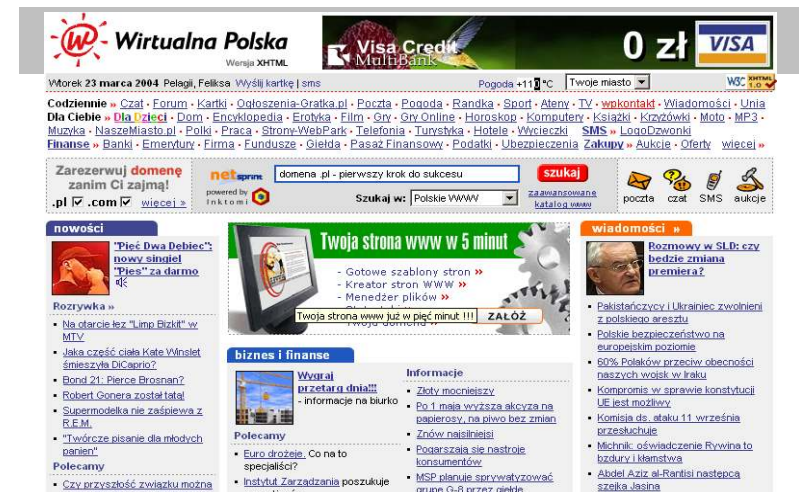 Wirtualna Polska
Wersja XHTML
Visa Credit
MultiBank
0 zł VISA
Wtorek 23 marca 2004 Pelagii, Feliksa Wyślij kartkę | sms
Pogoda +11 °C Twoje miasto
W3C XHTML 1.0
Codziennie » Czat · Forum · Kartki · Ogłoszenia-Gratka.pl · Poczta · Pogoda · Randka · Sport · Ateny · TV · wpkontakt · Wiadomości · Unia
Dla Ciebie » Dla Dzieci · Dom · Encyklopedia · Erotyka · Film · Gry · Gry Online · Horoskop · Komputery · Książki · Krzyżówki · Moto · MP3 ·
Muzyka · NaszeMiasto.pl · Polki · Praca · Strony-WebPark · Telefonia · Turystyka · Hotele · Wycieczki SMS » LogoDzwonki
Finanse » Banki · Emerytury · Firma · Fundusze · Giełda · Pasaż Finansowy · Podatki · Ubezpieczenia Zakupy » Aukcje · Oferty więcej »
Zarezerwuj domenę
zanim Ci zajmą!
.pl .com więcej »
netsprint
powered by
Inktomi
domena .pl - pierwszy krok do sukcesu
szukaj
Szukaj w: Polskie WWW
zaawansowane
katalog www
poczta czat SMS aukcje
nowości
"Pięć Dwa Dębiec":
nowy singiel
"Pies" za darmo
Rozrywka »
Na otarcie łez "Limp Bizkit" w
MTV
Jaka część ciała Kate Winslet
śmieszyła DiCaprio?
Bond 21: Pierce Brosnan?
Robert Gonera został tatą!
Supermodelka nie zaśpiewa z
R.E.M.
"Twórcze pisanie dla młodych
panien"
Polecamy
Czy przyszłość związku można
Twoja strona www w 5 minut
- Gotowe szablony stron »
- Kreator stron WWW »
- Menedżer plików »
Twoja strona www już w pięć minut !!!
ZAŁÓŻ
biznes i finanse
Wygraj
przetarg dnia!!!
- informacje na biurko
Polecamy
Euro drożeje. Co na to
specjaliści?
Instytut Zarządzania poszukuje
Informacje
Złoty mocniejszy
Po 1 maja wyższa akcyza na
papierosy, na piwo bez zmian
Znów najsilniejsi
Pogarszają się nastroje
konsumentów
MSP planuje sprywatyzować
grupę G-8 przez giełdę
wiadomości »
Rozmowy w SLD: czy
będzie zmiana
premiera?
Pakistańczycy i Ukrainiec zwolnieni
z polskiego aresztu
Polskie bezpieczeństwo na
europejskim poziomie
60% Polaków przeciw obecności
naszych wojsk w Iraku
Kompromis w sprawie konstytucji
UE jest możliwy
Komisja ds. ataku 11 września
przesłuchuje
Michnik: oświadczenie Rywina to
bzdury i kłamstwa
Abdel Aziz al-Rantisi następcą
szejka Jasina